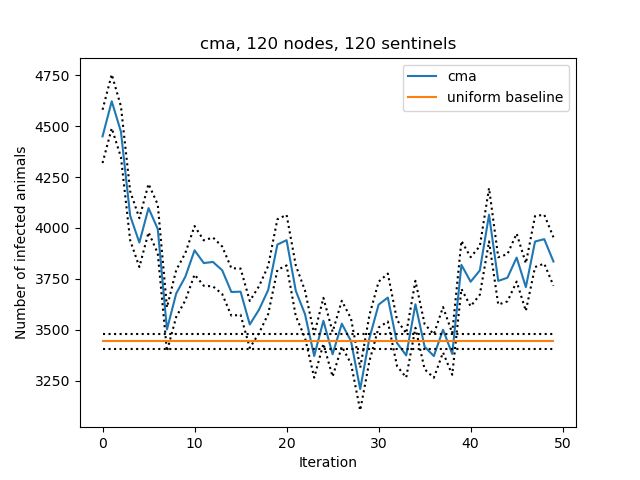 cma, 120 nodes, 120 sentinels
cma
uniform baseline
Number of infected animals
4750
4500
4250
4000
3750
3500
3250
0 10 20 30 40 50
Iteration